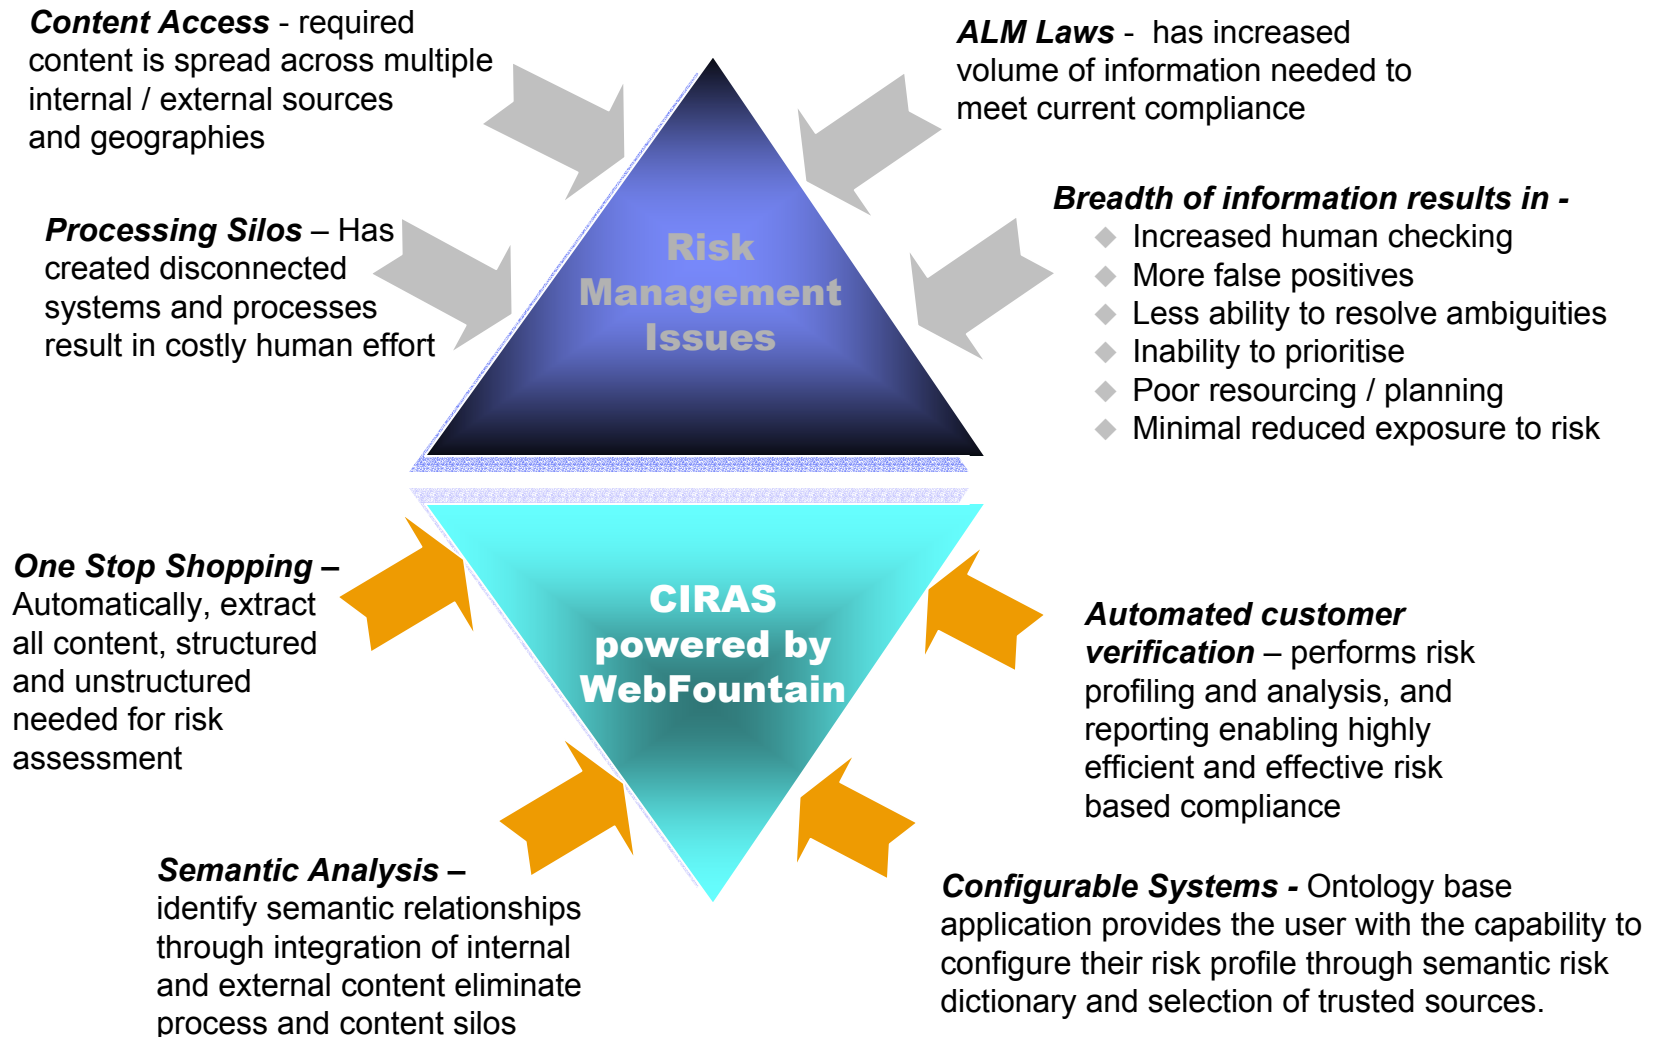 Content Access - required
content is spread across multiple
internal / external sources
and geographies
ALM Laws - has increased
volume of information needed to
meet current compliance
Processing Silos – Has
created disconnected
systems and processes
result in costly human effort
Risk
Management
Issues
Breadth of information results in -
Increased human checking
More false positives
Less ability to resolve ambiguities
Inability to prioritise
Poor resourcing / planning
Minimal reduced exposure to risk
One Stop Shopping –
Automatically, extract
all content, structured
and unstructured
needed for risk
assessment
CIRAS
powered by
WebFountain
Automated customer
verification – performs risk
profiling and analysis, and
reporting enabling highly
efficient and effective risk
based compliance
Semantic Analysis –
identify semantic relationships
through integration of internal
and external content eliminate
process and content silos
Configurable Systems - Ontology base
application provides the user with the capability to
configure their risk profile through semantic risk
dictionary and selection of trusted sources.